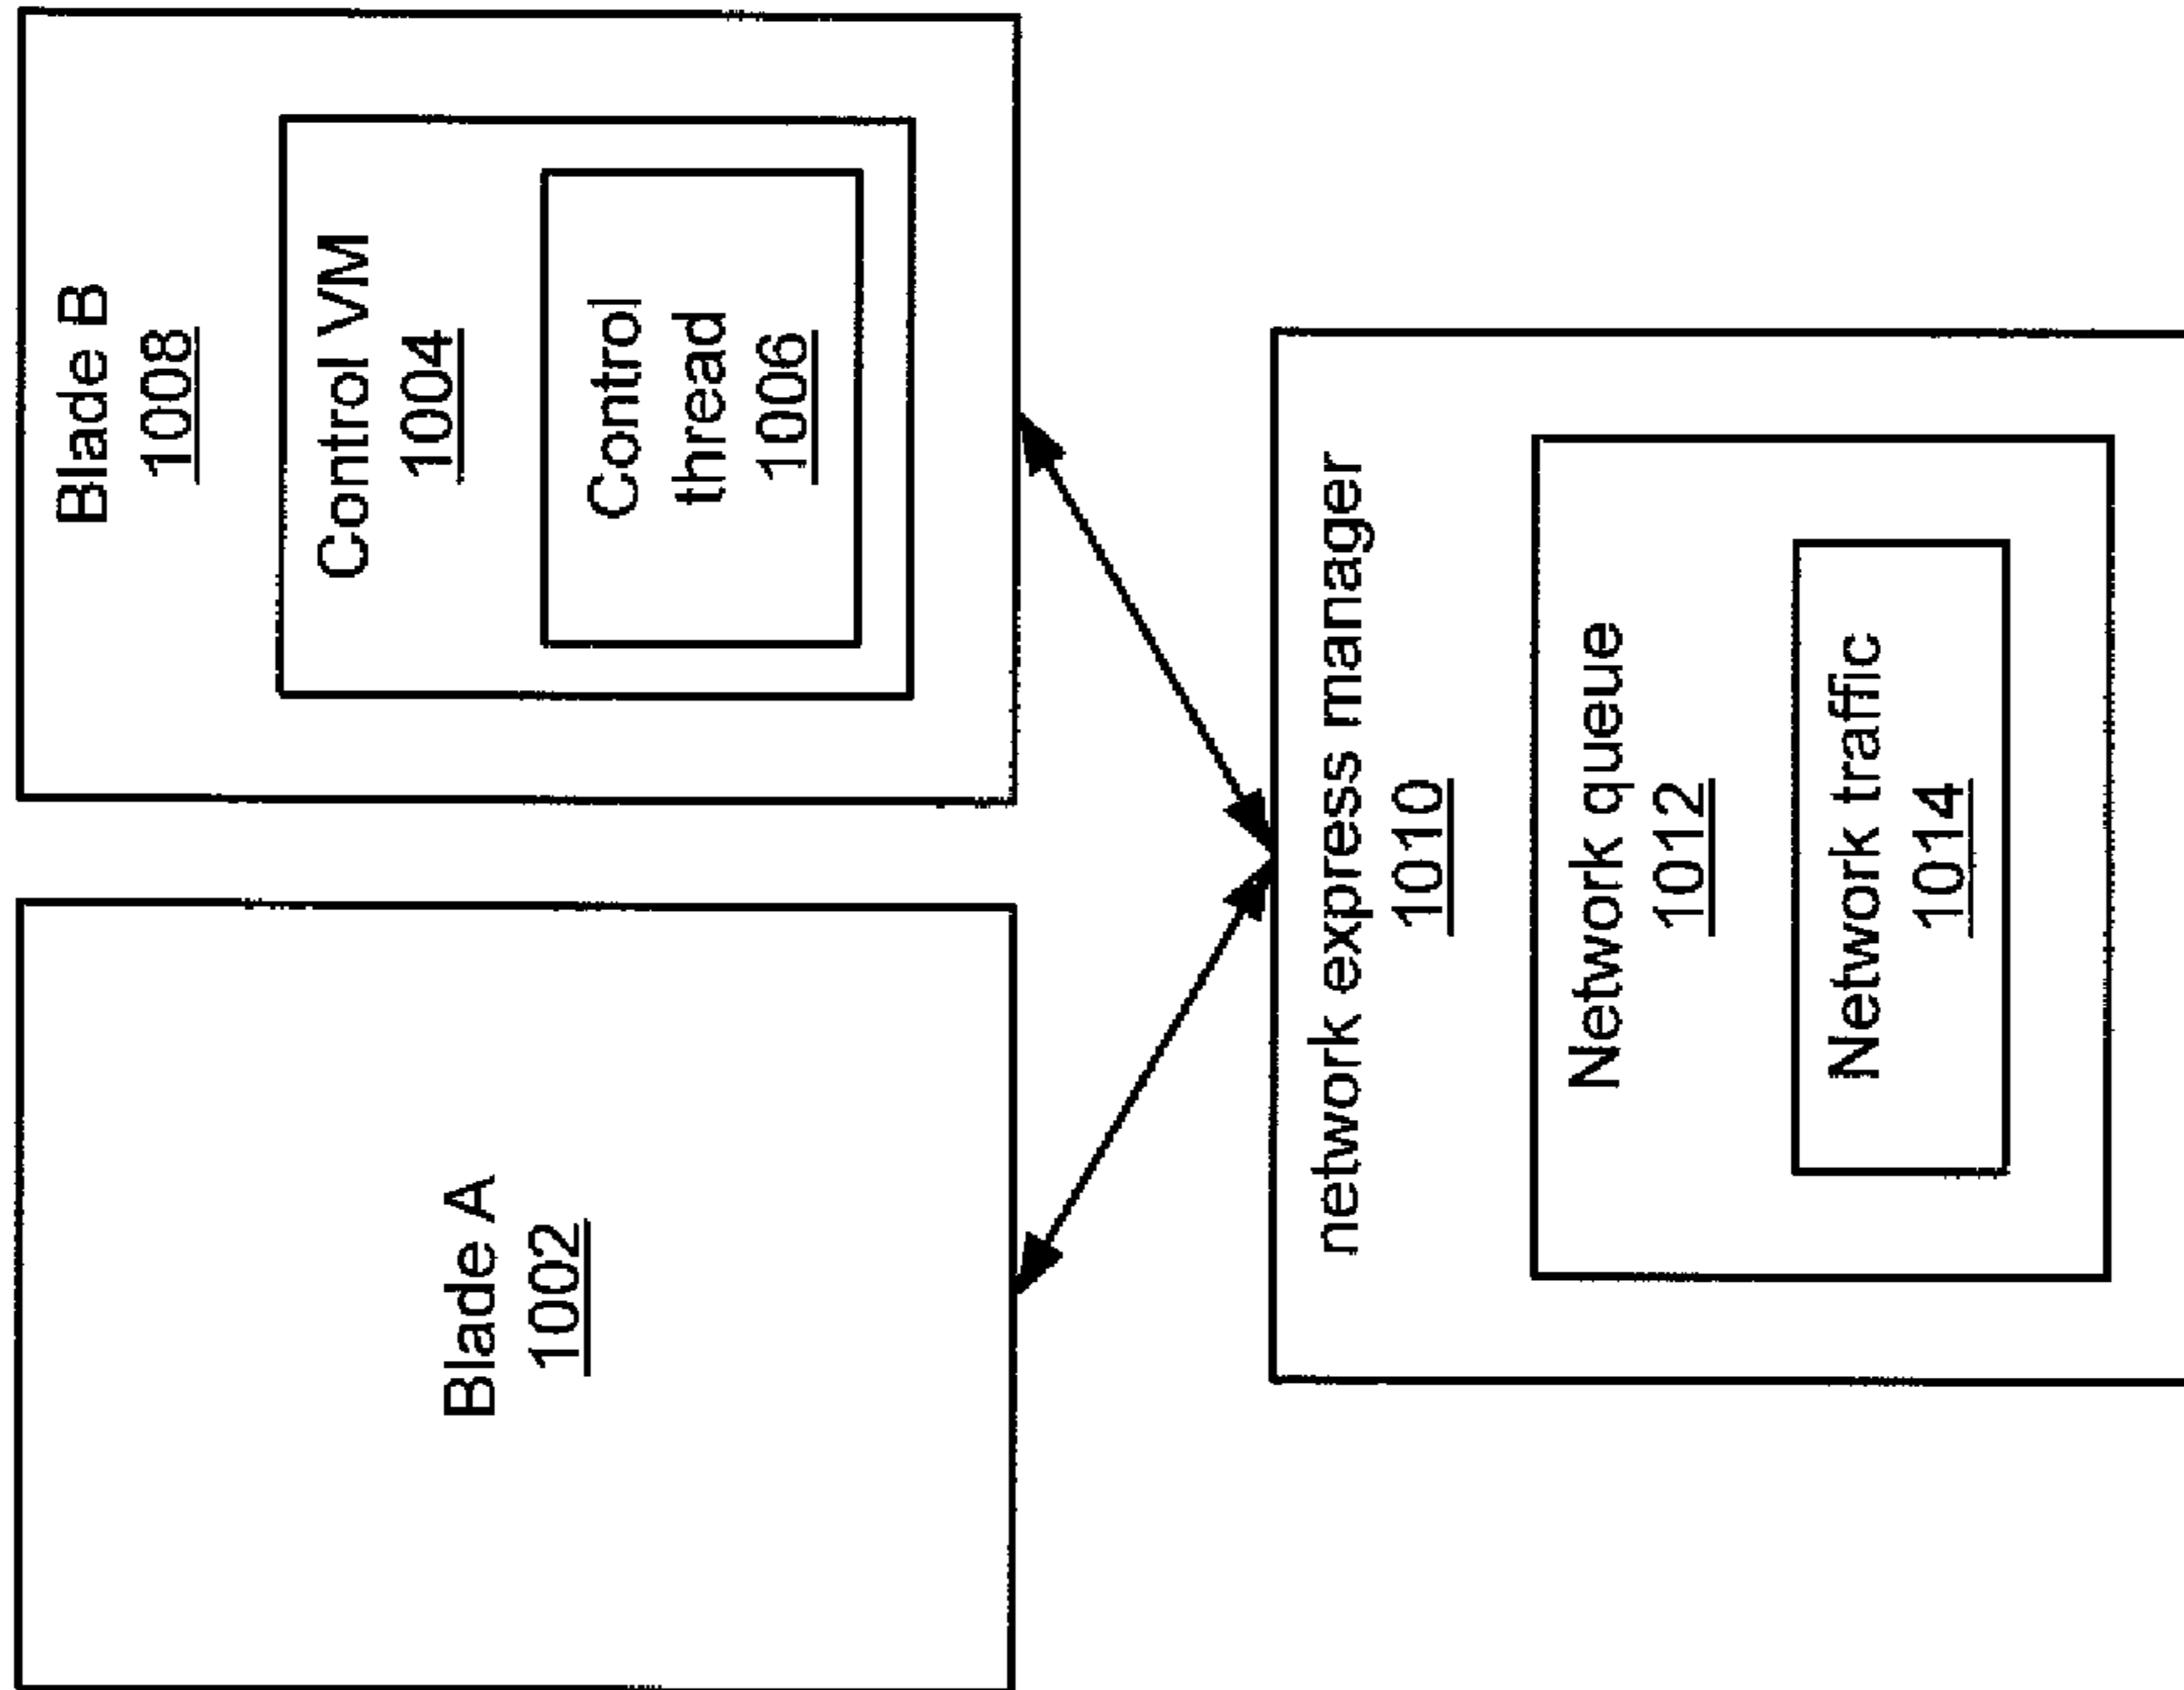 Blade A
1002
Blade B
1008
Control VM
1004
Control
thread
1006
network express manager
1010
Network queue
1012
Network traffic
1014